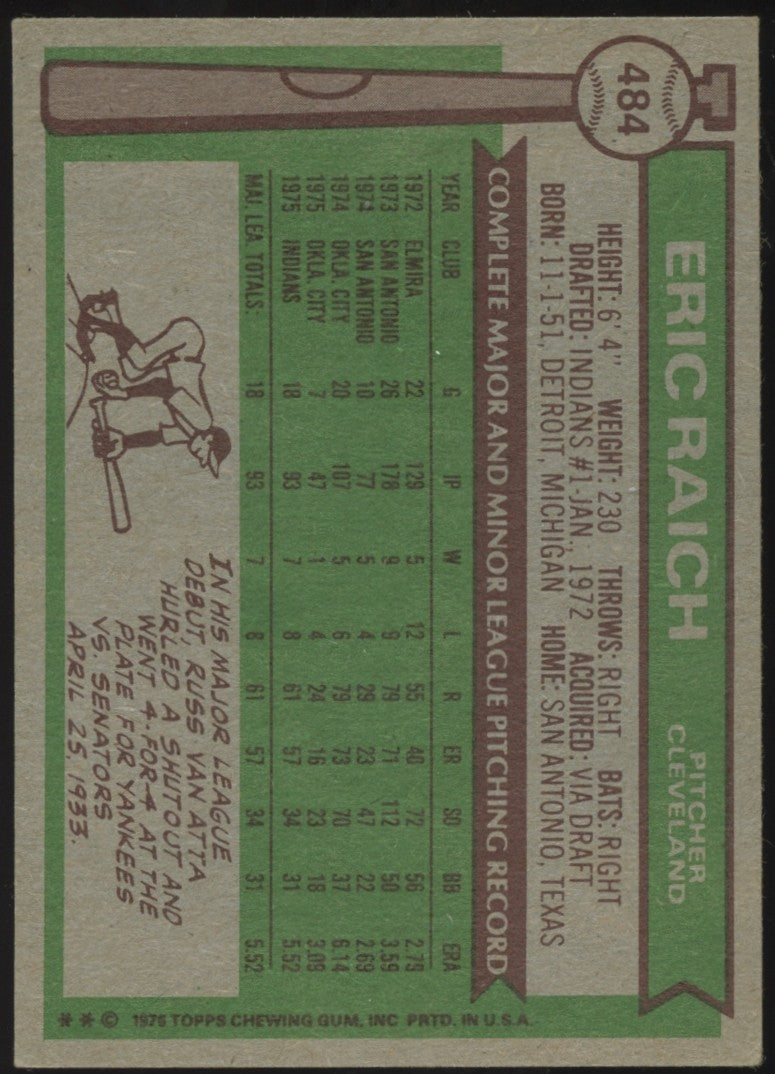 484
ERIC RAICH
PITCHER
CLEVELAND
HEIGHT: 6' 4" WEIGHT: 230 THROWS: RIGHT BATS: RIGHT
DRAFTED: INDIANS #1-JAN., 1972 ACQUIRED: VIA DRAFT
BORN: 11-1-51, DETROIT, MICHIGAN HOME: SAN ANTONIO, TEXAS
COMPLETE MAJOR AND MINOR LEAGUE PITCHING RECORD
YEAR CLUB G IP W L R ER SO BB ERA
1972 ELMIRA 22 129 5 12 55 40 72 56 2.79
1973 SAN ANTONIO 26 178 9 9 79 71 112 50 3.59
1974 SAN ANTONIO 10 77 5 4 29 23 47 22 2.69
1974 OKLA. CITY 20 107 5 6 79 73 70 37 6.14
1975 OKLA. CITY 7 47 1 4 24 16 23 18 3.06
1975 INDIANS 18 93 7 8 61 57 34 31 5.52
MAJ. LEA. TOTALS 18 93 7 8 61 57 34 31 5.52
IN HIS MAJOR LEAGUE
DEBUT, RUSS VAN ATTA
HURLED A SHUTOUT AND
WENT 4-FOR-4 AT THE
PLATE FOR YANKEES
VS SENATORS
APRIL 25, 1933.
* * © 1976 TOPPS CHEWING GUM, INC PRTD. IN U.S.A.